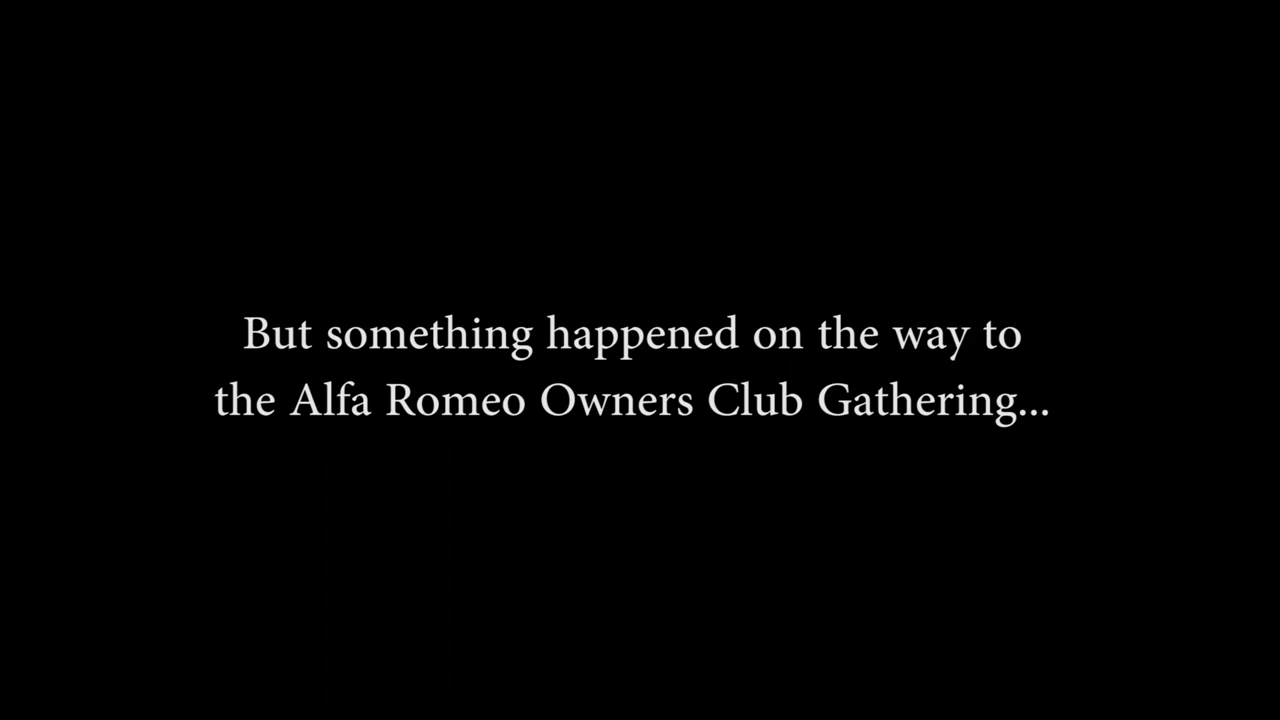 But something happened on the way to
the Alfa Romeo Owners Club Gathering...